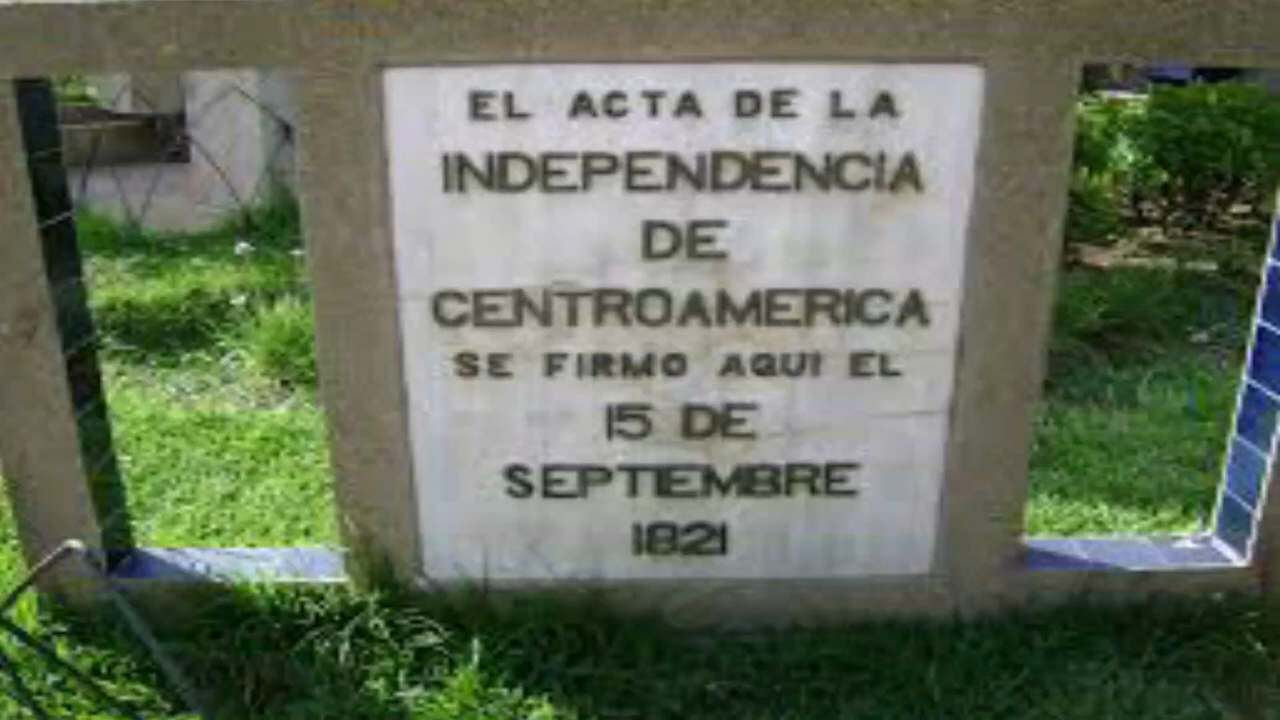 EL ACTA DE LA
INDEPENDENCIA
DE
CENTROAMERICA
SE FIRMO AQUI EL
15 DE
SEPTIEMBRE
1821